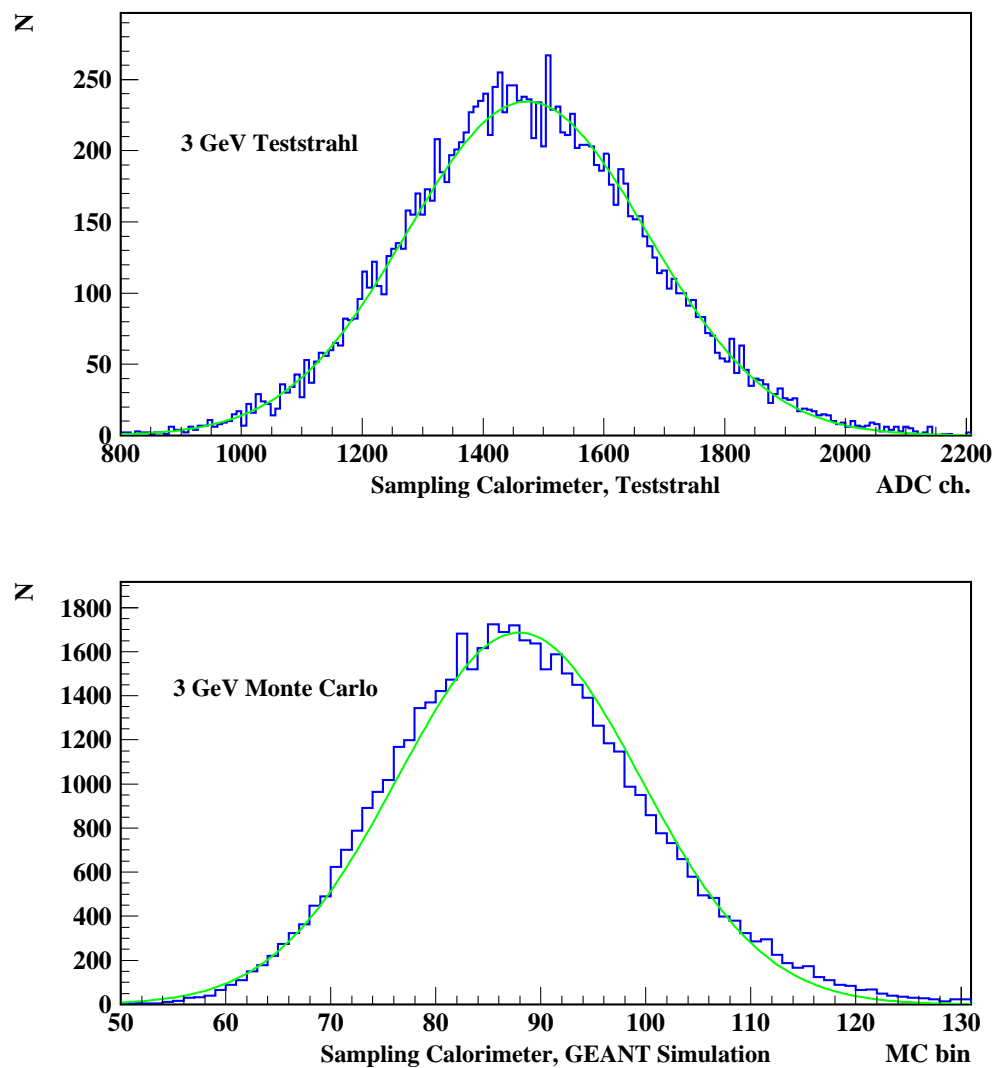 N
250
200
150
100
50
0
3 GeV Teststrahl
800 1000 1200 1400 1600 1800 2000 2200
Sampling Calorimeter, Teststrahl ADC ch.
N
1800
1600
1400
1200
1000
800
600
400
200
0
3 GeV Monte Carlo
50 60 70 80 90 100 110 120 130
Sampling Calorimeter, GEANT Simulation MC bin